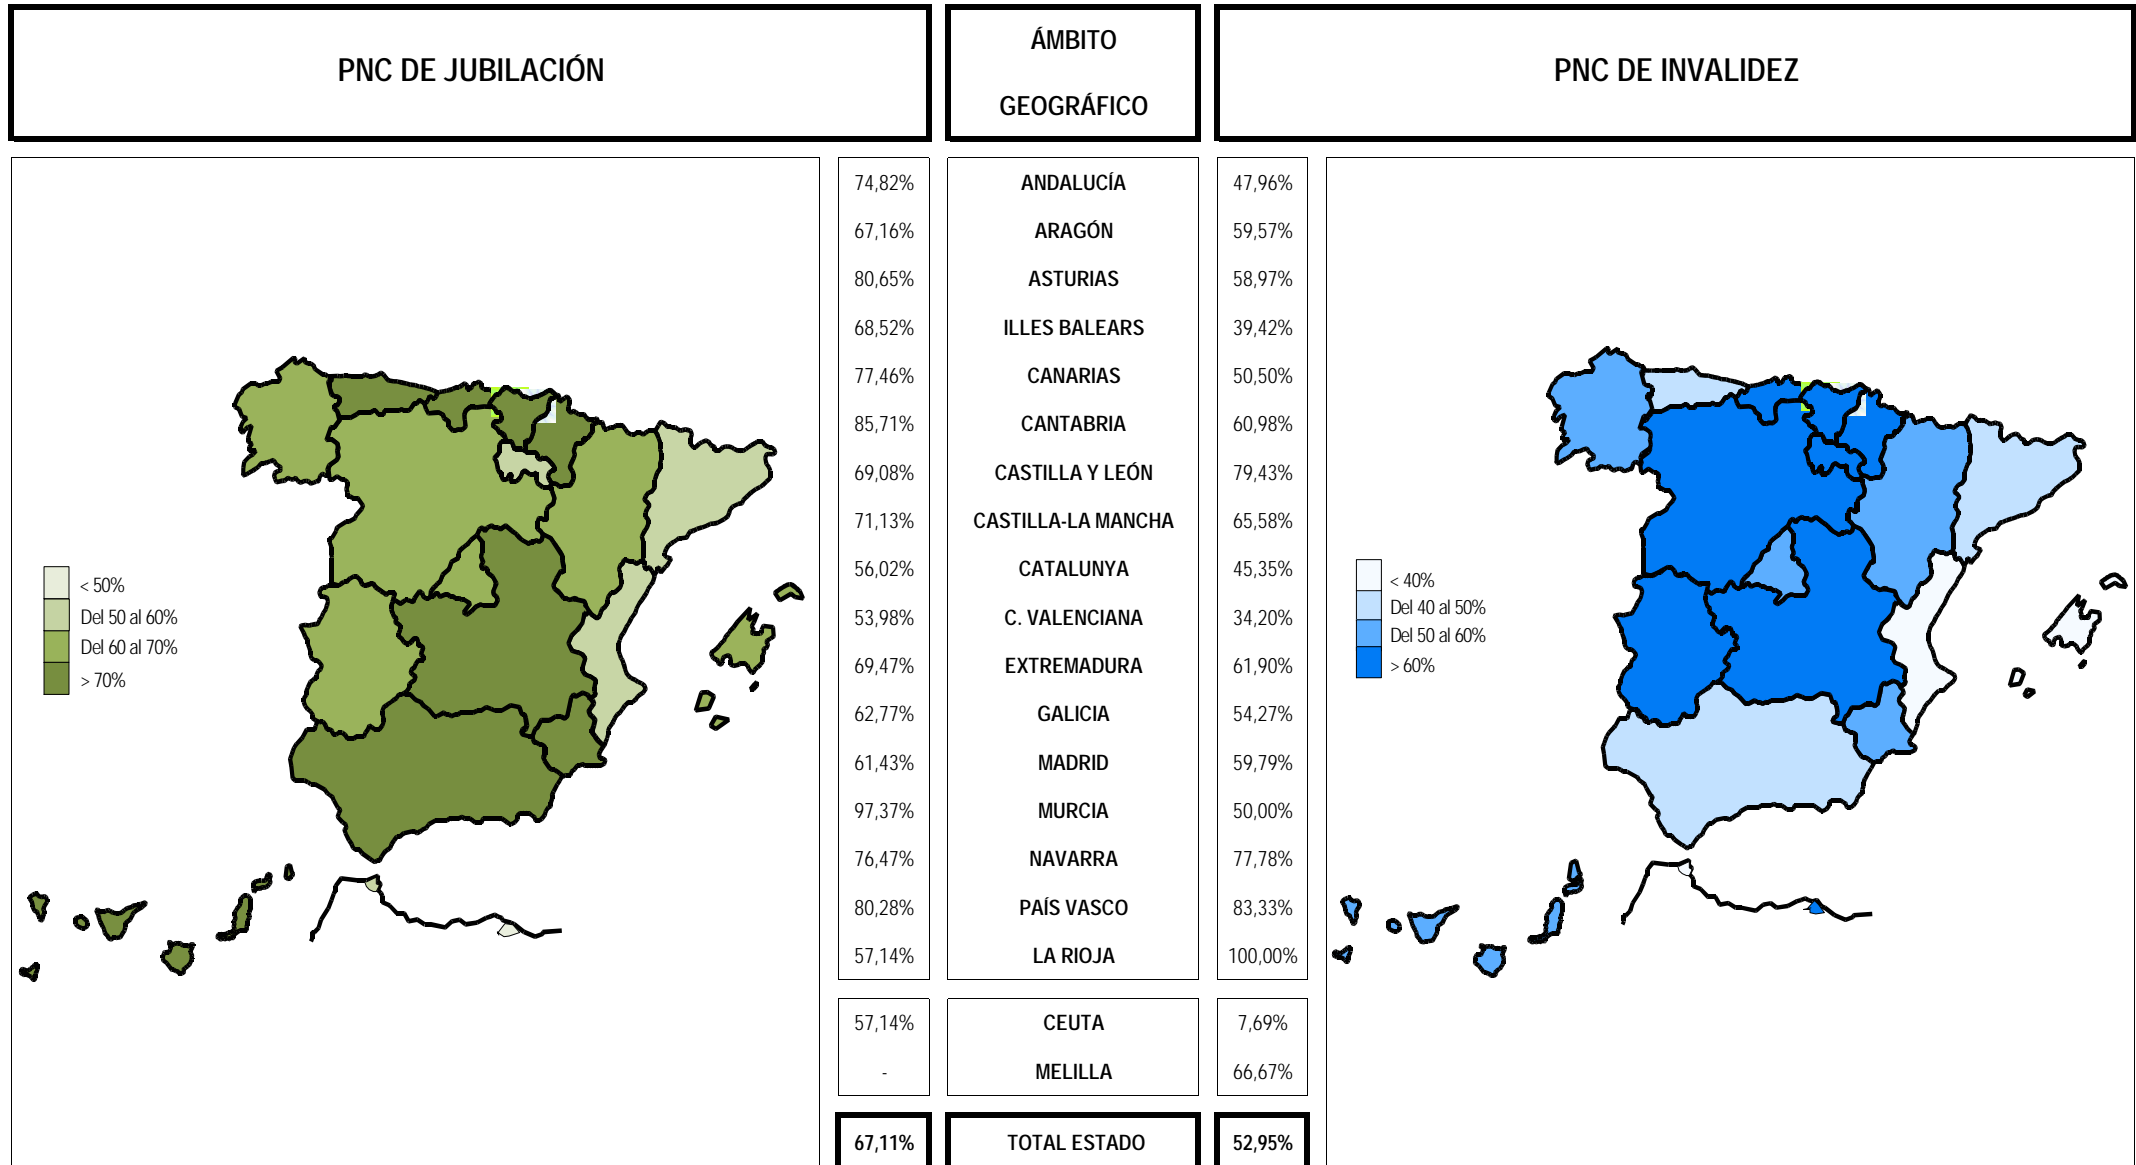 PNC DE JUBILACIÓN
ÁMBITO
GEOGRÁFICO
PNC DE INVALIDEZ
74,82% ANDALUCÍA 47,96%
67,16% ARAGÓN 59,57%
80,65% ASTURIAS 58,97%
68,52% ILLES BALEARS 39,42%
77,46% CANARIAS 50,50%
85,71% CANTABRIA 60,98%
69,08% CASTILLA Y LEÓN 79,43%
71,13% CASTILLA-LA MANCHA 65,58%
56,02% CATALUNYA 45,35%
53,98% C. VALENCIANA 34,20%
69,47% EXTREMADURA 61,90%
62,77% GALICIA 54,27%
61,43% MADRID 59,79%
97,37% MURCIA 50,00%
76,47% NAVARRA 77,78%
80,28% PAÍS VASCO 83,33%
57,14% LA RIOJA 100,00%
57,14% CEUTA 7,69%
- MELILLA 66,67%
67,11% TOTAL ESTADO 52,95%
< 50%
Del 50 al 60%
Del 60 al 70%
> 70%
< 40%
Del 40 al 50%
Del 50 al 60%
> 60%